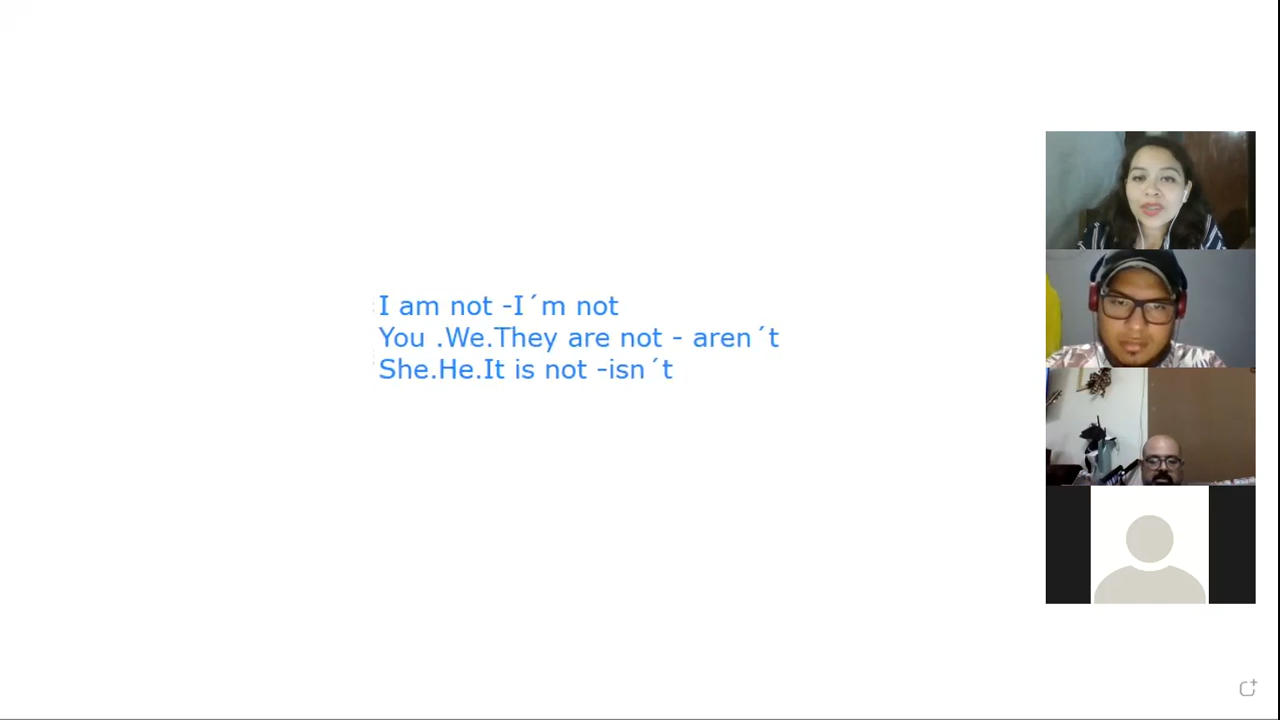 I am not -I´m not
You .We.They are not - aren´t
She.He.It is not -isn´t